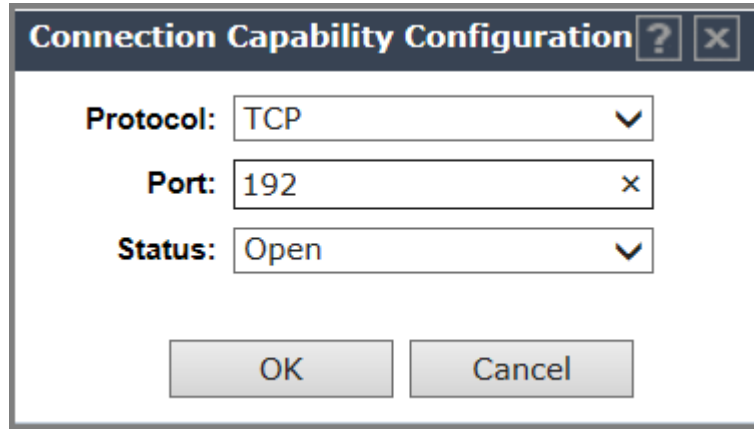 Connection Capability Configuration ? x
Protocol: TCP
Port: 192 ×
Status: Open
OK Cancel